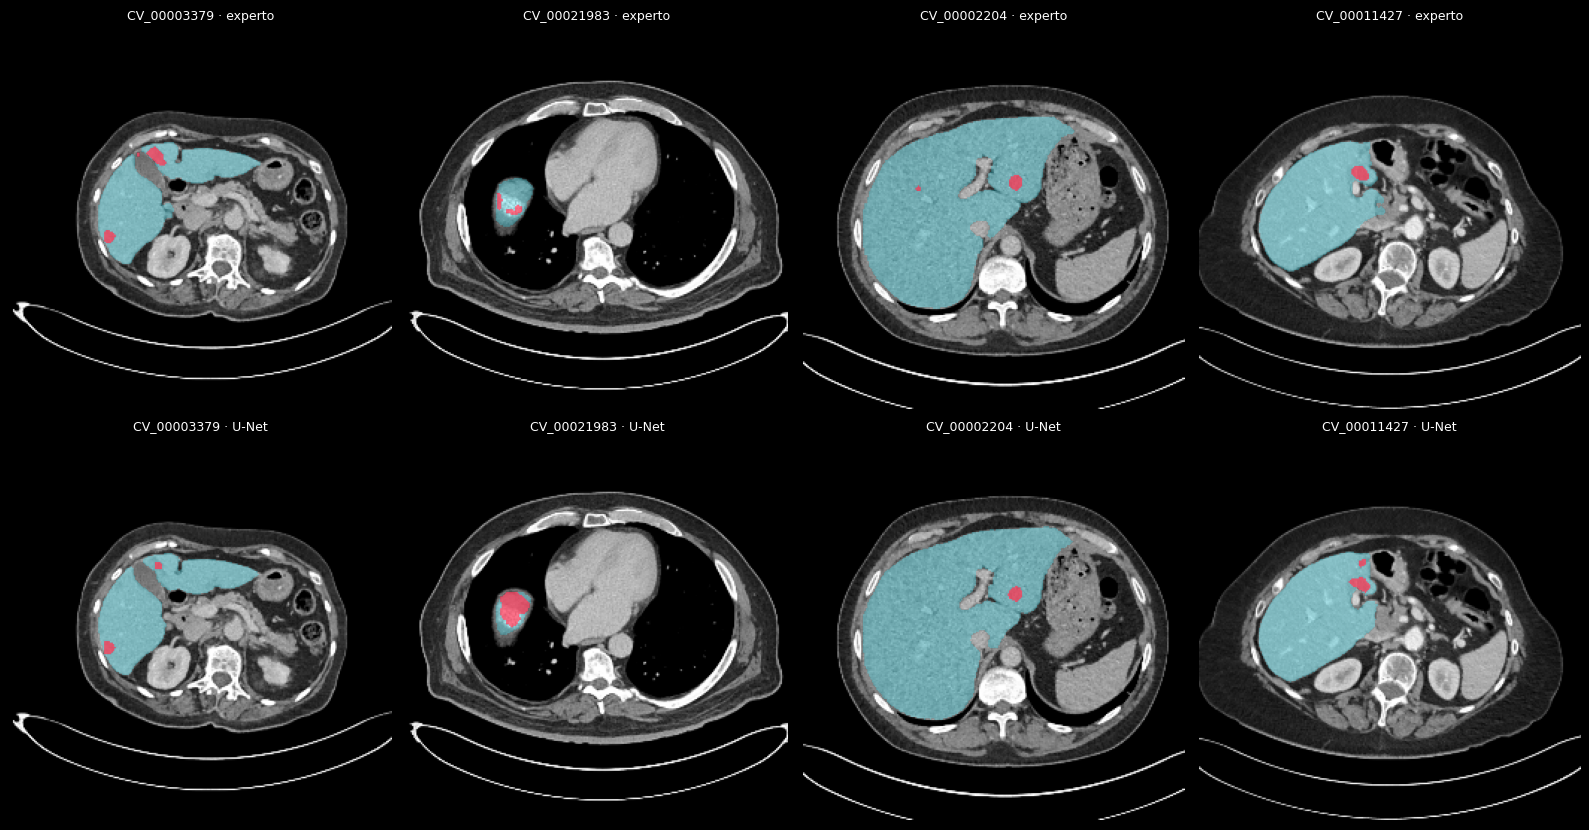 CV_00003379 · experto
CV_00021983 · experto
CV_00002204 · experto
CV_00011427 · experto
CV_00003379 · U-Net
CV_00021983 · U-Net
CV_00002204 · U-Net
CV_00011427 · U-Net